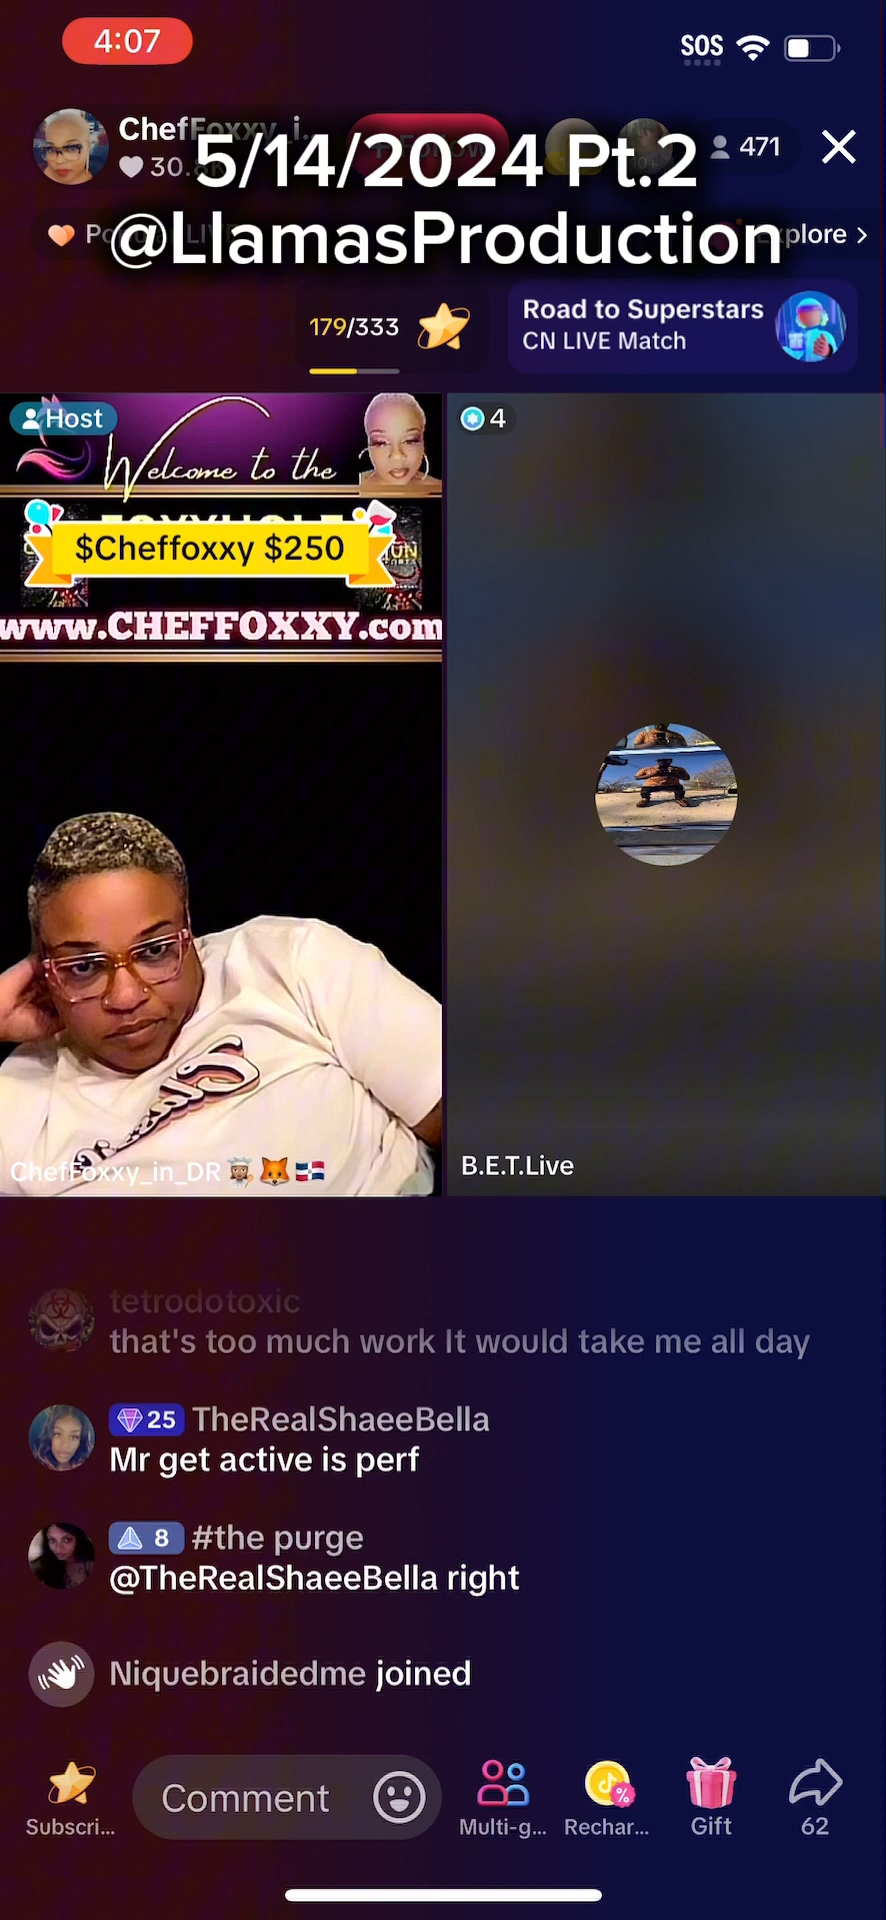 4:07
SOS
ChefFoxxy_i...
30.
471
5/14/2024 Pt.2
@LlamasProduction
Explore >
179/333
Road to Superstars
CN LIVE Match
Host
4
Welcome to the
$Cheffoxxy $250
www.CHEFFOXXY.com
ChefFoxxy_in_DR
B.E.T.Live
tetrodotoxic
that's too much work It would take me all day
25 TheRealShaeeBella
Mr get active is perf
8 #the purge
@TheRealShaeeBella right
Niquebraidedme joined
Comment
Subscri...
Multi-g...
Rechar...
Gift
62